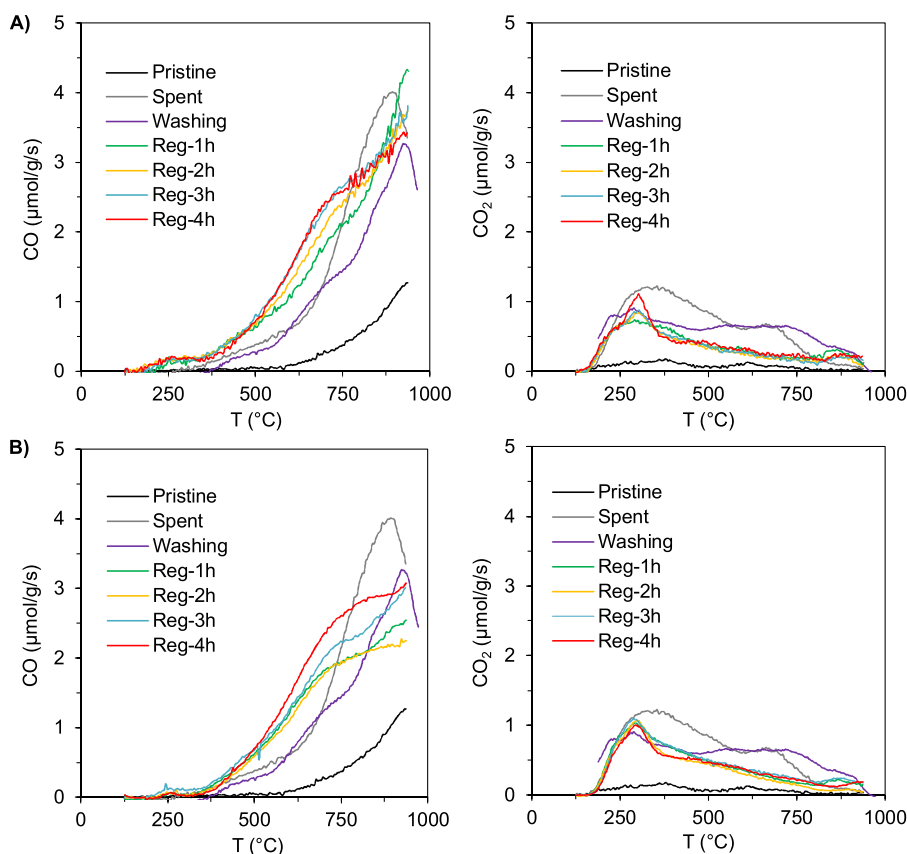 A)
5
4
3
2
1
0
CO (µmol/g/s)
Pristine
Spent
Washing
Reg-1h
Reg-2h
Reg-3h
Reg-4h
0 250 500 750 1000
T (°C)
5
4
3
2
1
0
CO₂ (µmol/g/s)
Pristine
Spent
Washing
Reg-1h
Reg-2h
Reg-3h
Reg-4h
0 250 500 750 1000
T (°C)
B)
5
4
3
2
1
0
CO (µmol/g/s)
Pristine
Spent
Washing
Reg-1h
Reg-2h
Reg-3h
Reg-4h
0 250 500 750 1000
T (°C)
5
4
3
2
1
0
CO₂ (µmol/g/s)
Pristine
Spent
Washing
Reg-1h
Reg-2h
Reg-3h
Reg-4h
0 250 500 750 1000
T (°C)